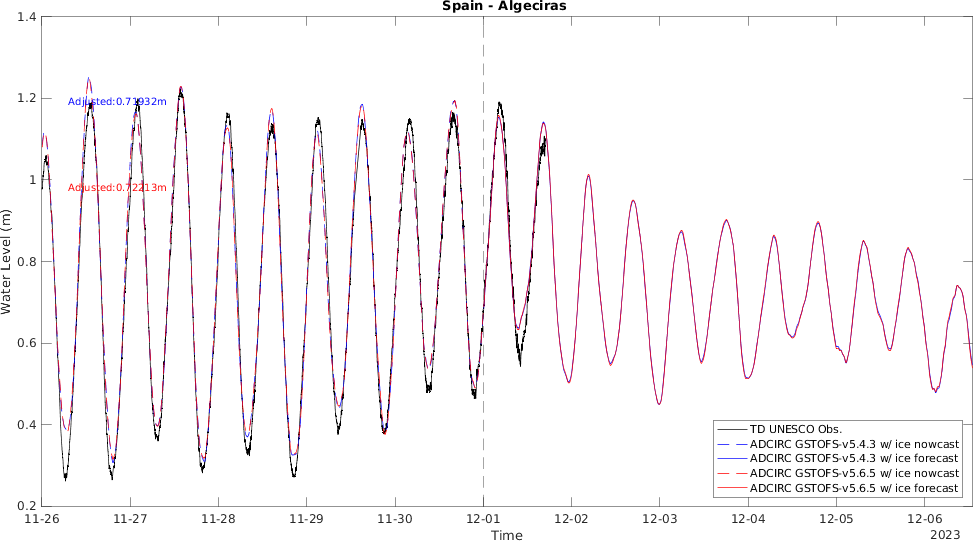 Spain - Algeciras
1.4
1.2
1
0.8
0.6
0.4
0.2
Water Level (m)
Adjusted:0.71932m
Adjusted:0.72213m
TD UNESCO Obs.
ADCIRC GSTOFS-v5.4.3 w/ ice nowcast
ADCIRC GSTOFS-v5.4.3 w/ ice forecast
ADCIRC GSTOFS-v5.6.5 w/ ice nowcast
ADCIRC GSTOFS-v5.6.5 w/ ice forecast
11-26 11-27 11-28 11-29 11-30 12-01 12-02 12-03 12-04 12-05 12-06
Time
2023